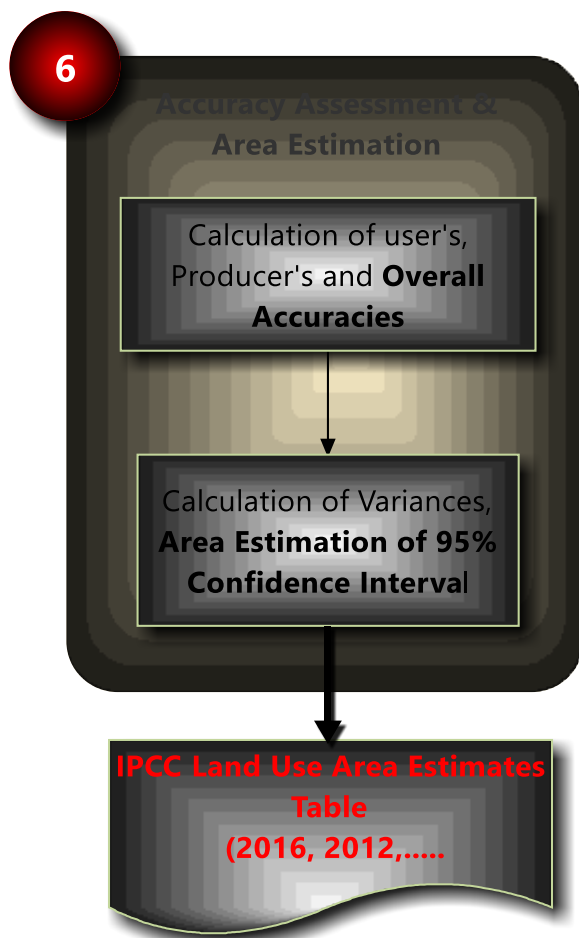 6
Accuracy Assessment &
Area Estimation
Calculation of user's,
Producer's and Overall
Accuracies
Calculation of Variances,
Area Estimation of 95%
Confidence Interval
IPCC Land Use Area Estimates
Table
(2016, 2012,.....